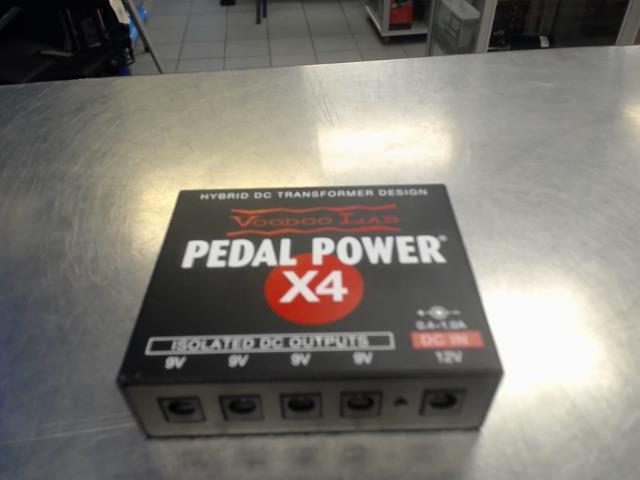 HYBRID DC TRANSFORMER DESIGN
VOODOO LAB
PEDAL POWER®
X4
0.4-1.0A
ISOLATED DC OUTPUTS
DC IN
9V 9V 9V 9V 12V